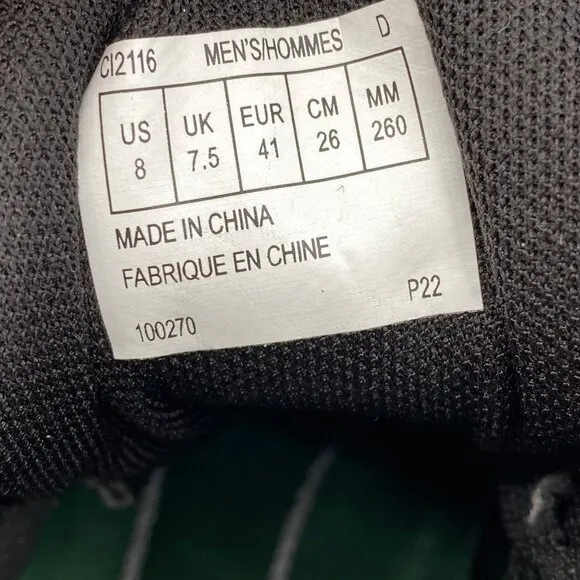 CI2116 MEN'S/HOMMES D
US UK EUR CM MM
8 7.5 41 26 260
MADE IN CHINA
FABRIQUE EN CHINE
100270 P22